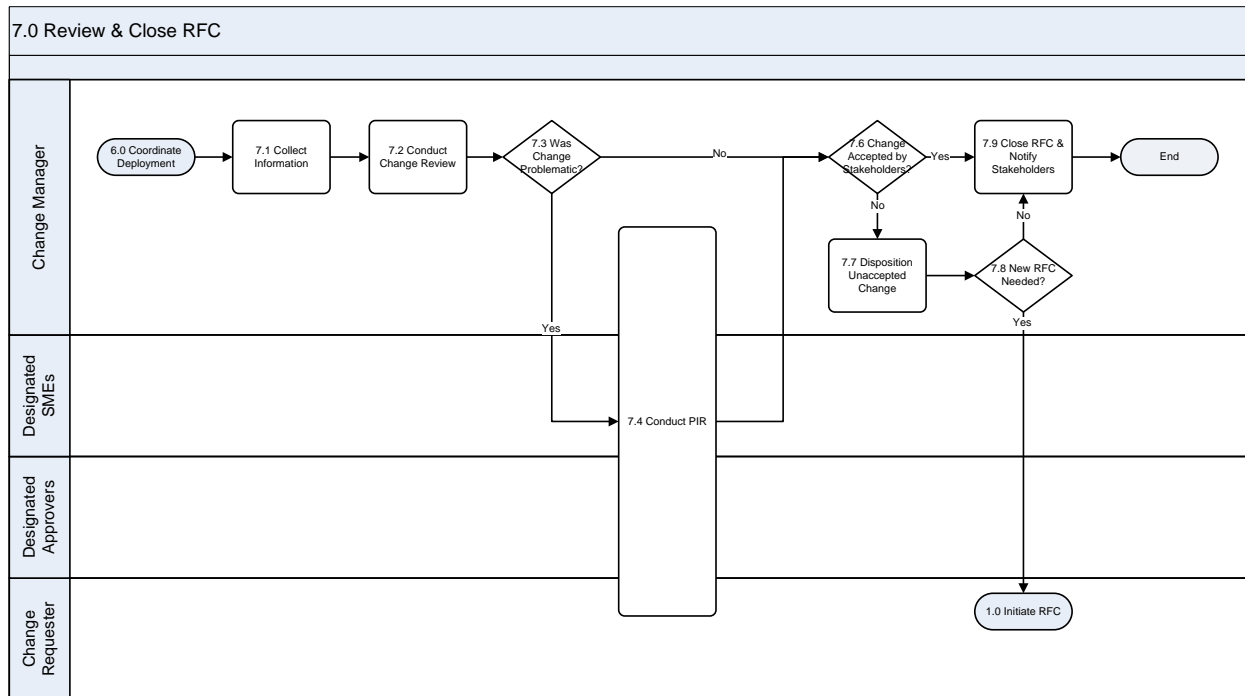 7.0 Review & Close RFC
Change Manager
6.0 Coordinate
Deployment
7.1 Collect
Information
7.2 Conduct
Change Review
7.3 Was
Change
Problematic?
No
Yes
7.6 Change
Accepted by
Stakeholders?
Yes
No
7.9 Close RFC &
Notify
Stakeholders
End
7.7 Disposition
Unaccepted
Change
7.8 New RFC
Needed?
No
Yes
Designated
SMEs
7.4 Conduct PIR
Designated
Approvers
Change
Requester
1.0 Initiate RFC